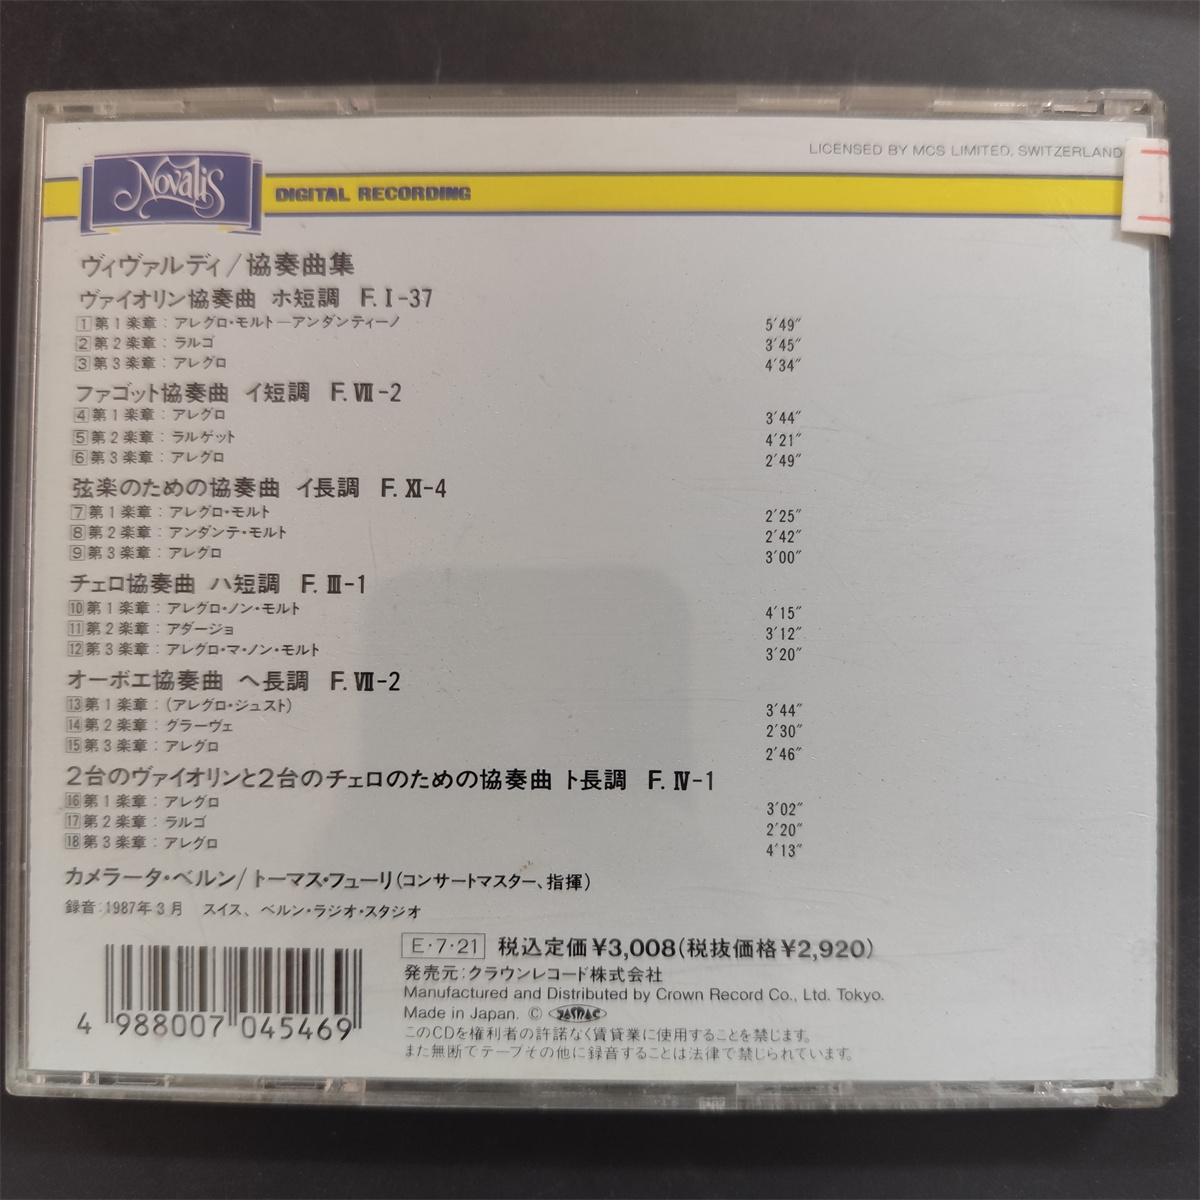 LICENSED BY MCS LIMITED, SWITZERLAND
Novalis
DIGITAL RECORDING
ヴィヴァルディ/協奏曲集
ヴァイオリン協奏曲 ホ短調 F.Ⅰ-37
1 第1楽章:アレグロ・モルト―アンダンティーノ 5′49″
2 第2楽章:ラルゴ 3′45″
3 第3楽章:アレグロ 4′34″
ファゴット協奏曲 イ短調 F.Ⅶ-2
4 第1楽章:アレグロ 3′44″
5 第2楽章:ラルゲット 4′21″
6 第3楽章:アレグロ 2′49″
弦楽のための協奏曲 イ長調 F.Ⅺ-4
7 第1楽章:アレグロ・モルト 2′25″
8 第2楽章:アンダンテ・モルト 2′42″
9 第3楽章:アレグロ 3′00″
チェロ協奏曲 ハ短調 F.Ⅲ-1
10 第1楽章:アレグロ・ノン・モルト 4′15″
11 第2楽章:アダージョ 3′12″
12 第3楽章:アレグロ・マ・ノン・モルト 3′20″
オーボエ協奏曲 ヘ長調 F.Ⅶ-2
13 第1楽章:(アレグロ・ジュスト) 3′44″
14 第2楽章:グラーヴェ 2′30″
15 第3楽章:アレグロ 2′46″
2台のヴァイオリンと2台のチェロのための協奏曲 ト長調 F.Ⅳ-1
16 第1楽章:アレグロ 3′02″
17 第2楽章:ラルゴ 2′20″
18 第3楽章:アレグロ 4′13″
カメラータ・ベルン/トーマス・フューリ(コンサートマスター、指揮)
録音:1987年3月 スイス、ベルン・ラジオ・スタジオ
E・7・21 税込定価¥3,008(税抜価格¥2,920)
発売元:クラウンレコード株式会社
Manufactured and Distributed by Crown Record Co., Ltd. Tokyo.
Made in Japan. © JASRAC
このCDを権利者の許諾なく賃貸業に使用することを禁じます。
また無断でテープその他に録音することは法律で禁じられています。
4 988007 045469